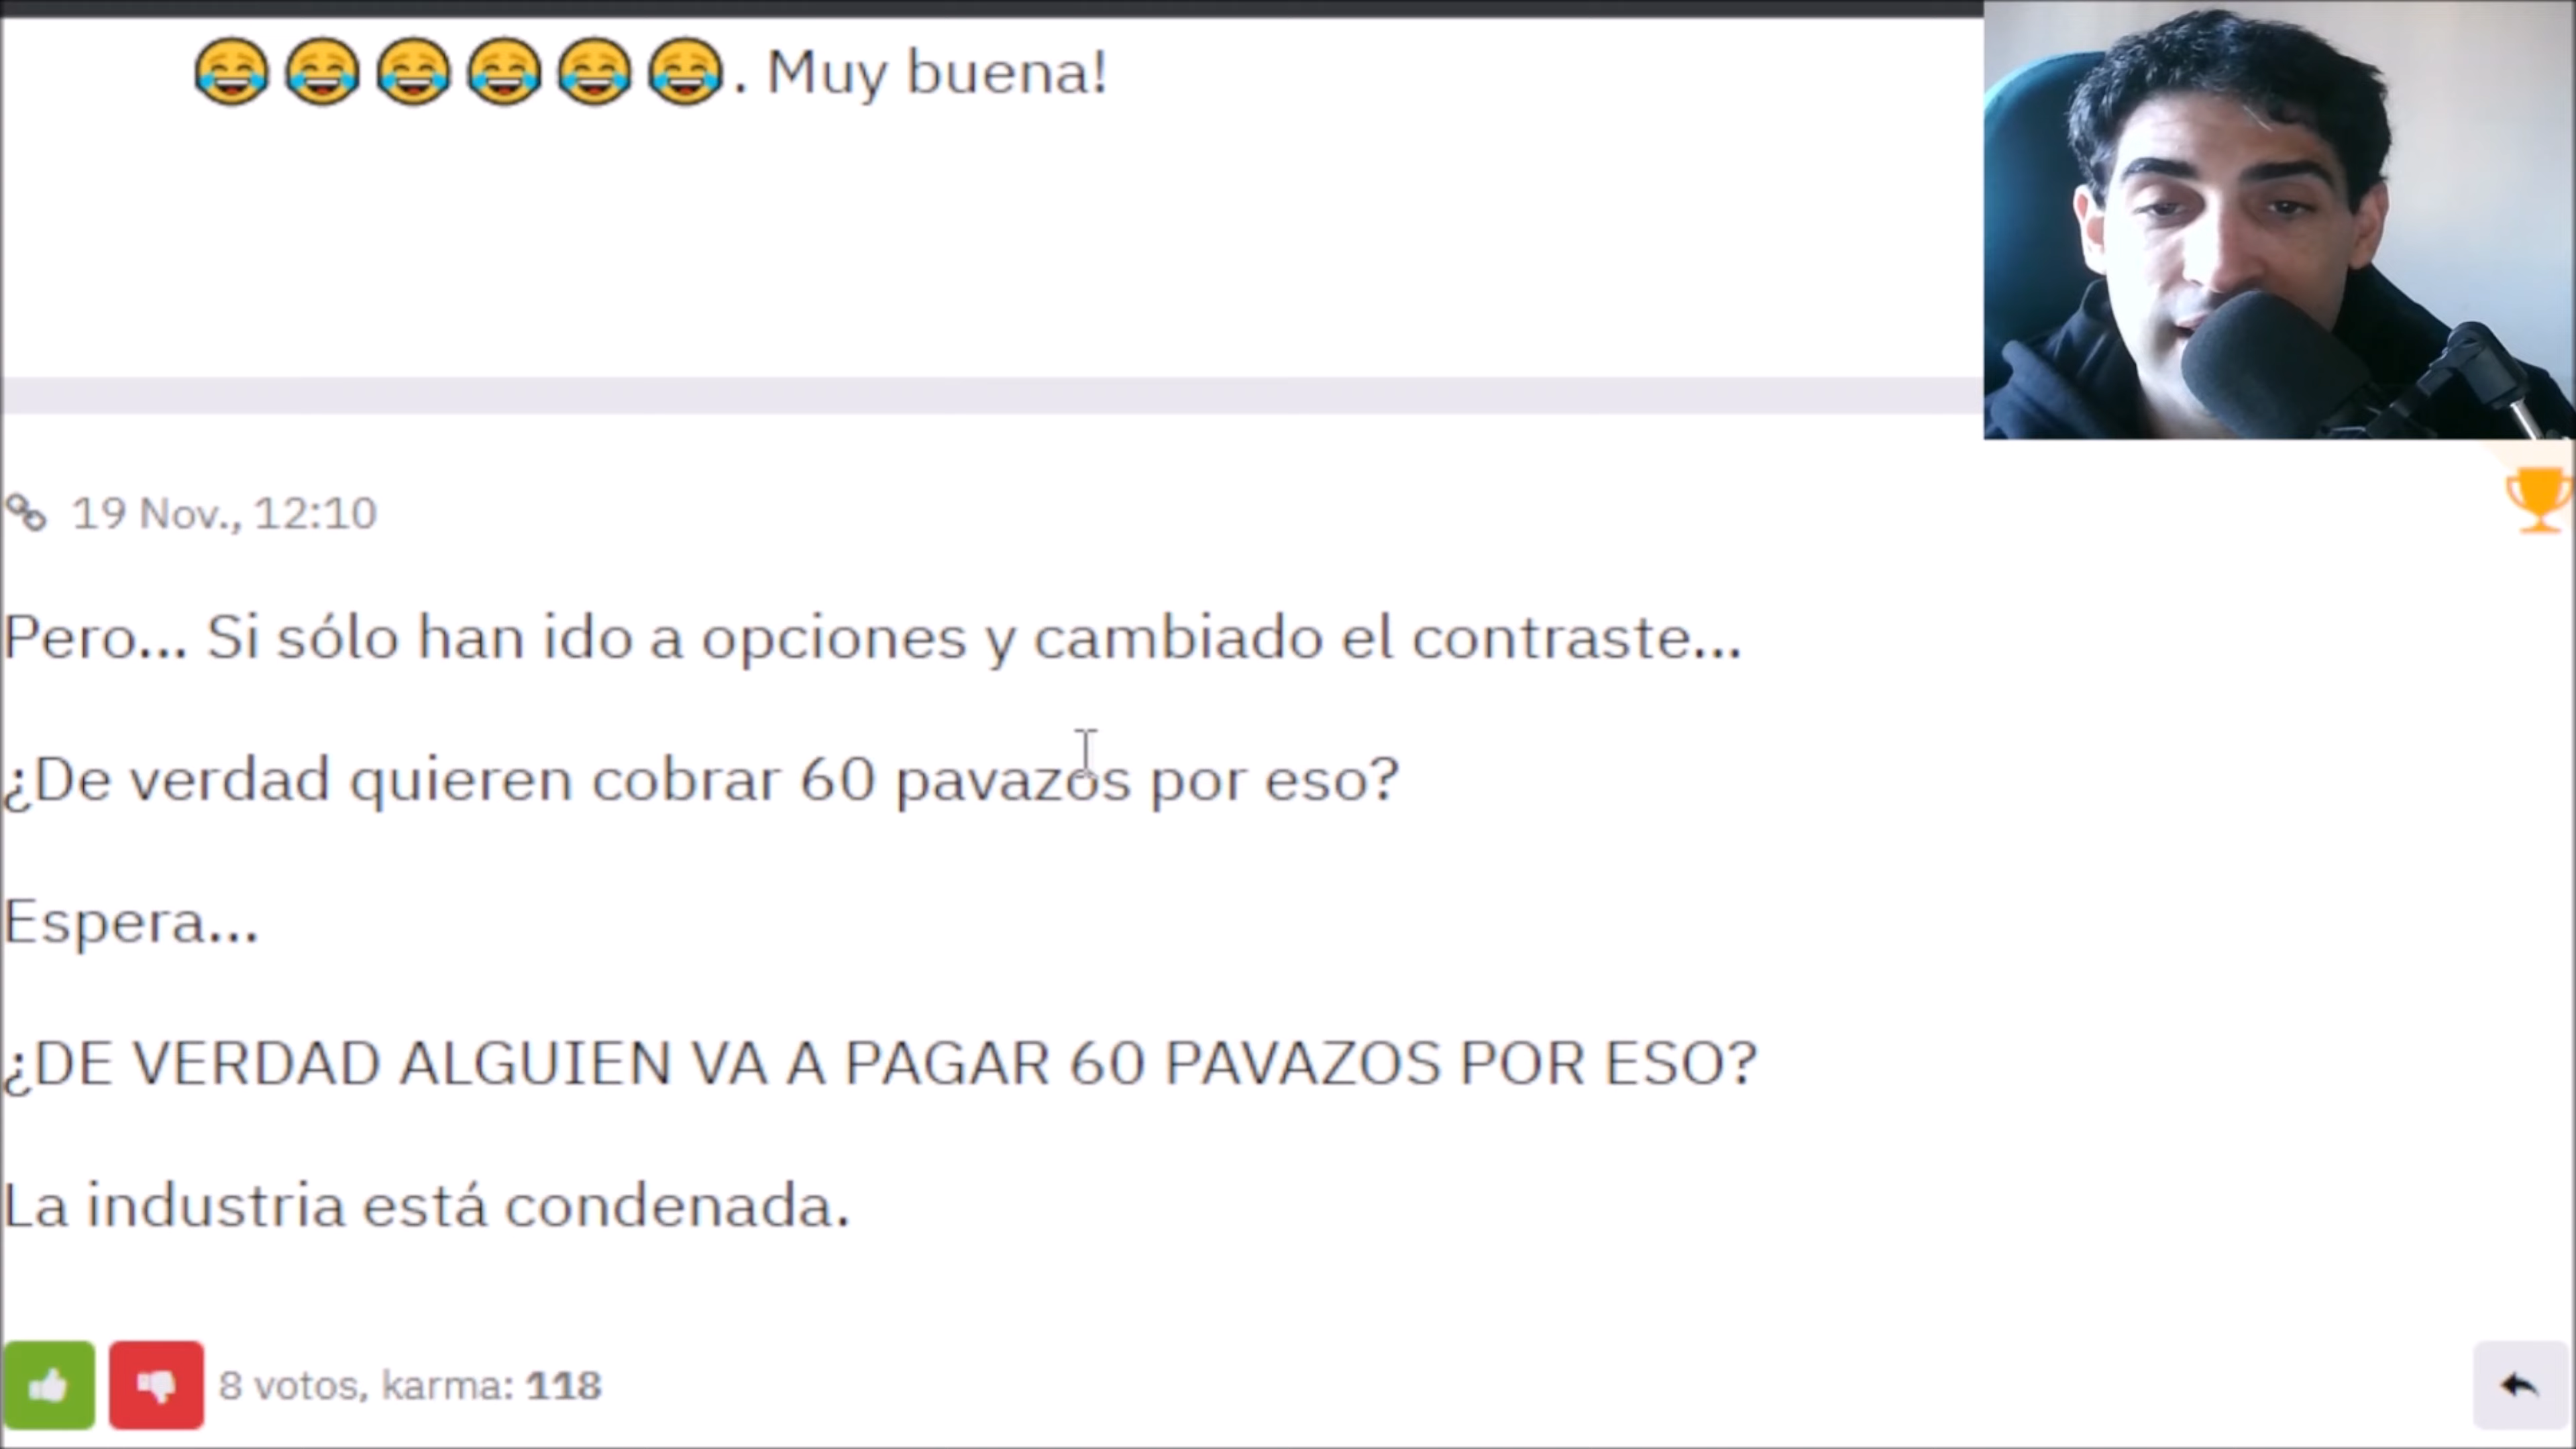 😂😂😂😂😂😂. Muy buena!
19 Nov., 12:10
Pero... Si sólo han ido a opciones y cambiado el contraste...
¿De verdad quieren cobrar 60 pavazos por eso?
Espera...
¿DE VERDAD ALGUIEN VA A PAGAR 60 PAVAZOS POR ESO?
La industria está condenada.
8 votos, karma: 118